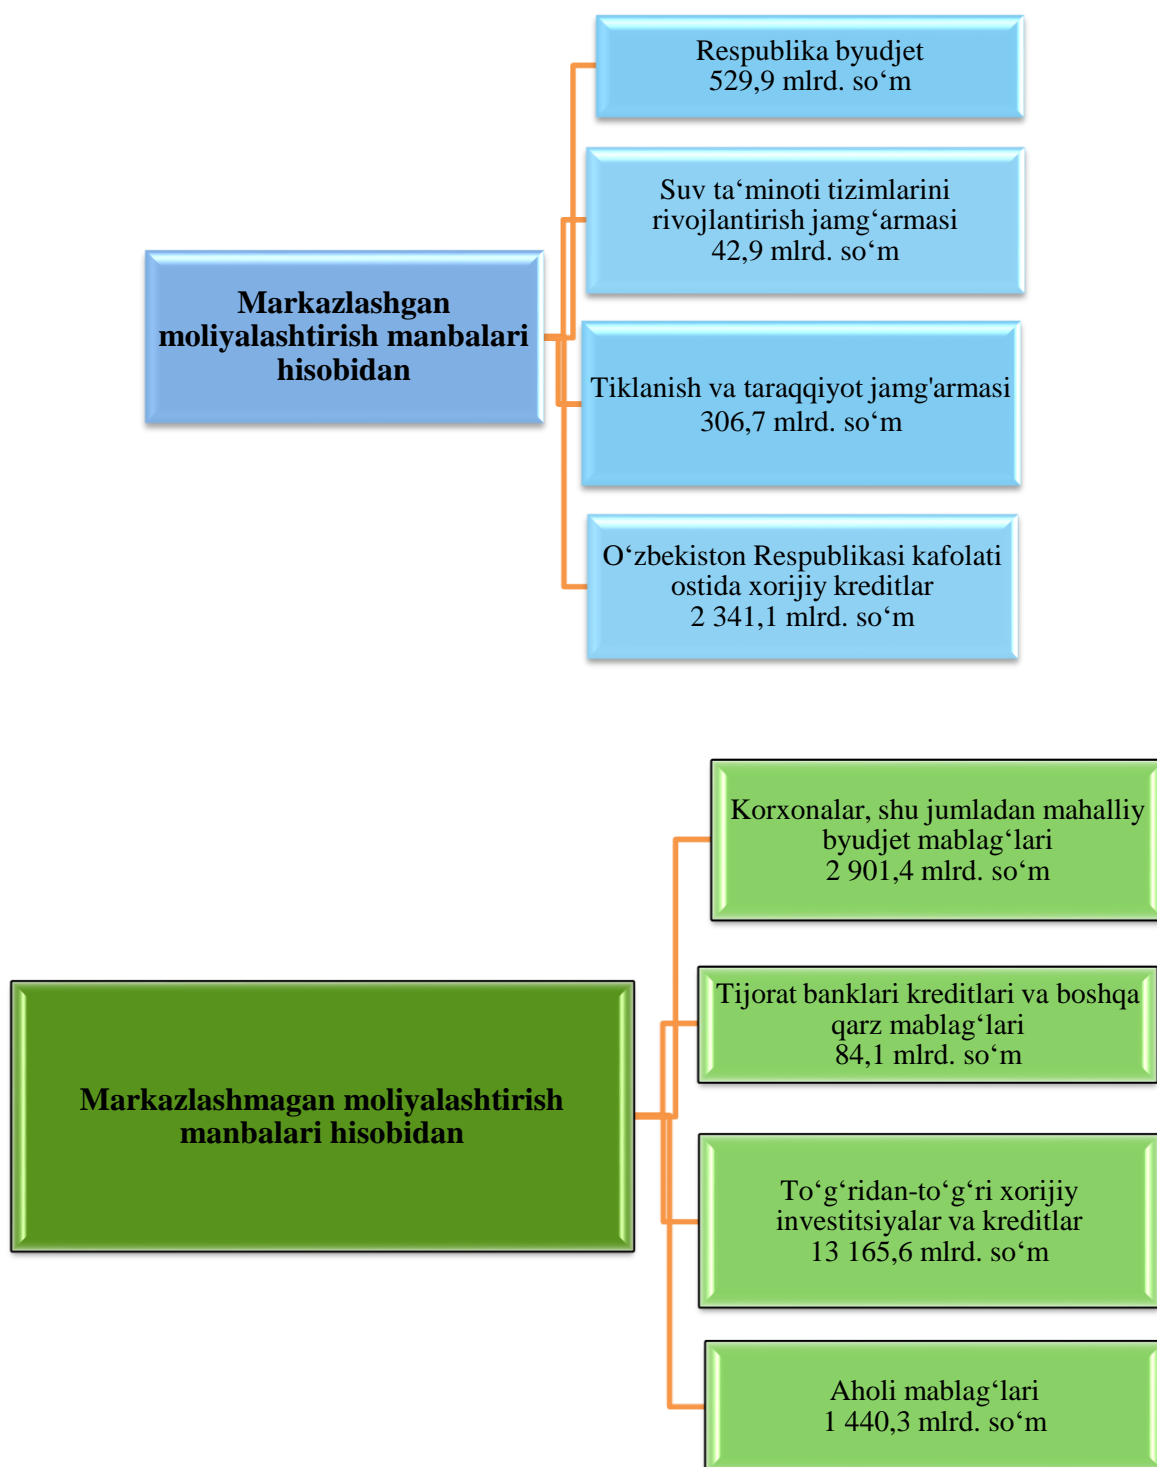 Respublika byudjet
529,9 mlrd. so‘m
Suv ta‘minoti tizimlarini
rivojlantirish jamg‘armasi
42,9 mlrd. so‘m
Markazlashgan
moliyalashtirish manbalari
hisobidan
Tiklanish va taraqqiyot jamg'armasi
306,7 mlrd. so‘m
O‘zbekiston Respublikasi kafolati
ostida xorijiy kreditlar
2 341,1 mlrd. so‘m
Korxonalar, shu jumladan mahalliy
byudjet mablag‘lari
2 901,4 mlrd. so‘m
Tijorat banklari kreditlari va boshqa
qarz mablag‘lari
84,1 mlrd. so‘m
Markazlashmagan moliyalashtirish
manbalari hisobidan
To‘g‘ridan-to‘g‘ri xorijiy
investitsiyalar va kreditlar
13 165,6 mlrd. so‘m
Aholi mablag‘lari
1 440,3 mlrd. so‘m